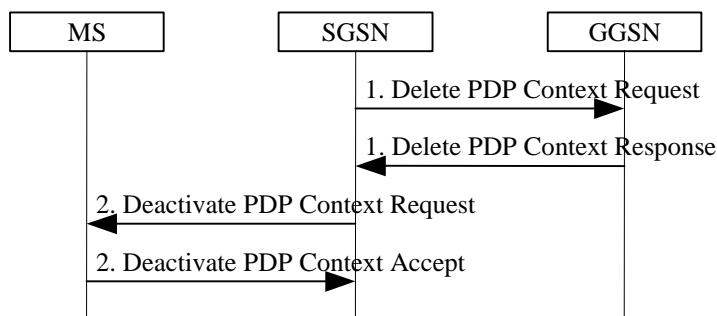 MS
SGSN
GGSN
1. Delete PDP Context Request
1. Delete PDP Context Response
2. Deactivate PDP Context Request
2. Deactivate PDP Context Accept